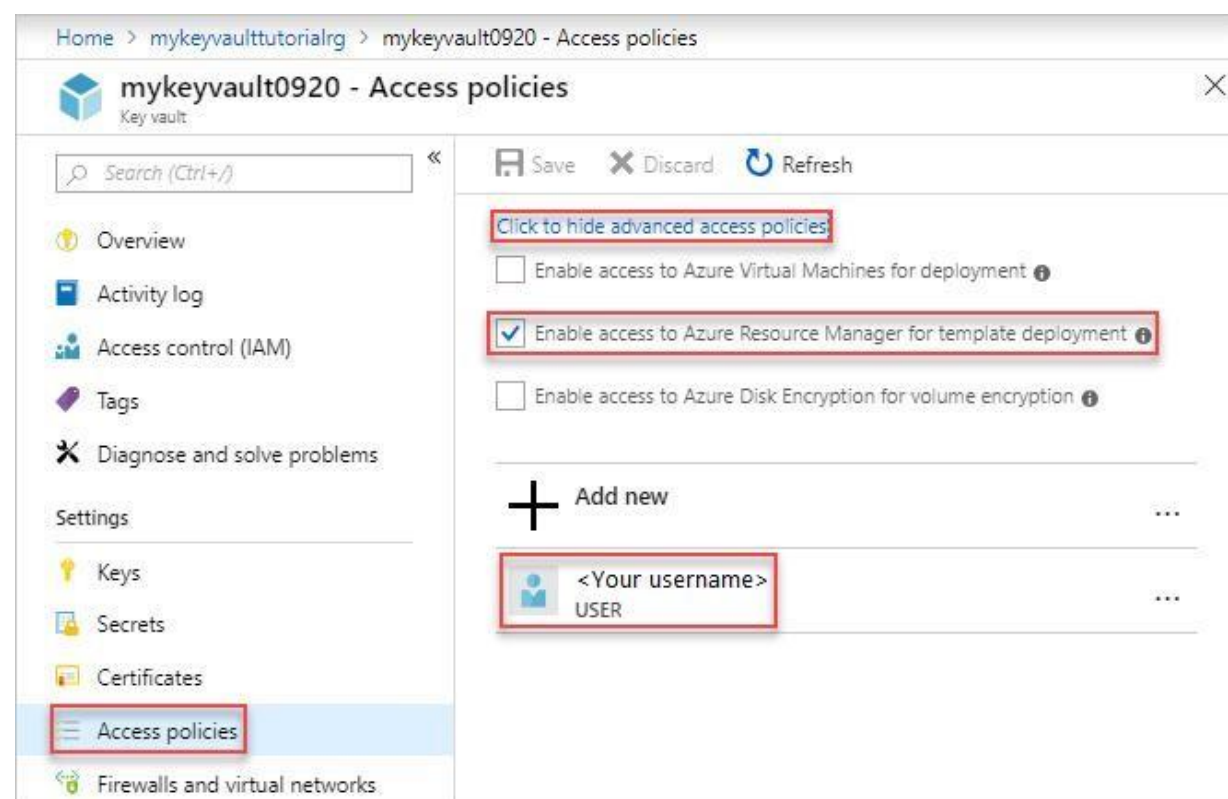 Home > mykeyvaulttutorialrg > mykeyvault0920 - Access policies
mykeyvault0920 - Access policies
Key vault
Search (Ctrl+/)
«
Overview
Activity log
Access control (IAM)
Tags
Diagnose and solve problems
Settings
Keys
Secrets
Certificates
Access policies
Firewalls and virtual networks
Save Discard Refresh
Click to hide advanced access policies
Enable access to Azure Virtual Machines for deployment
Enable access to Azure Resource Manager for template deployment
Enable access to Azure Disk Encryption for volume encryption
Add new
...
<Your username>
USER
...